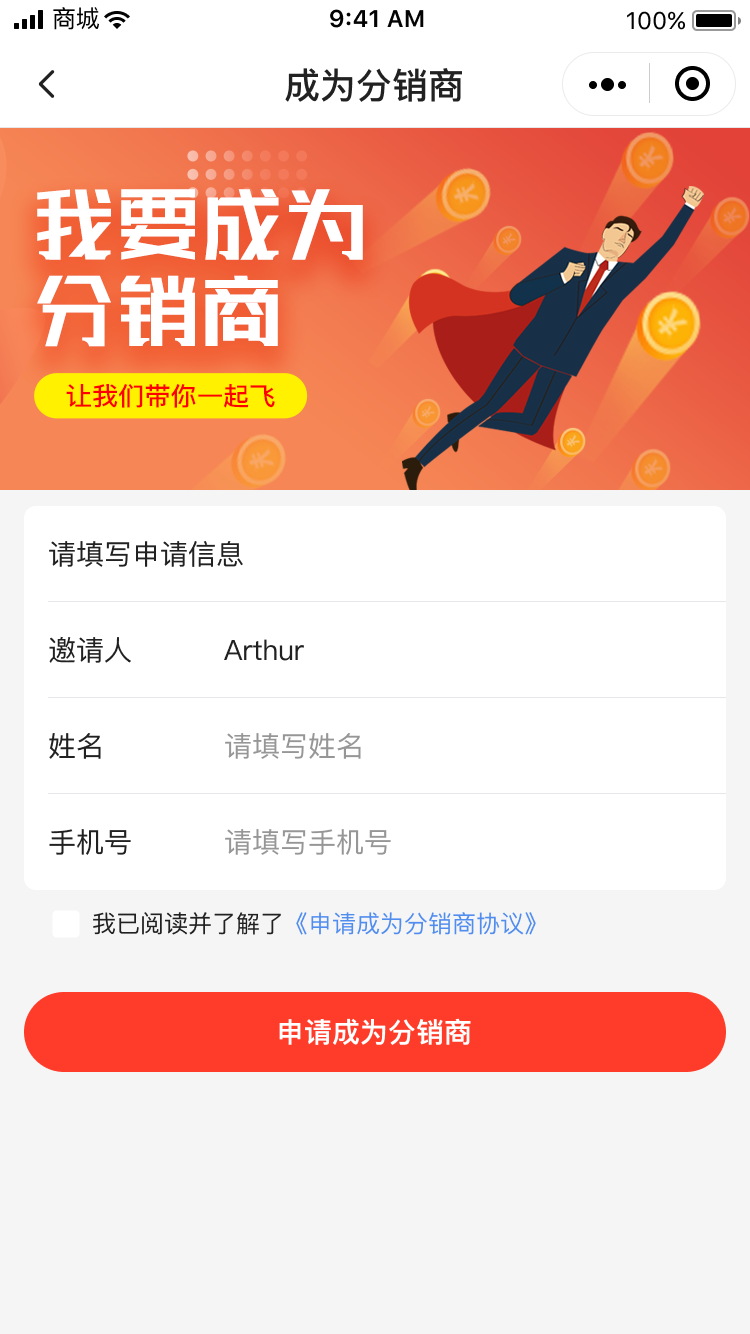 商城 9:41 AM 100%
成为分销商
我要成为
分销商
让我们带你一起飞
请填写申请信息
邀请人 Arthur
姓名 请填写姓名
手机号 请填写手机号
我已阅读并了解了《申请成为分销商协议》
申请成为分销商